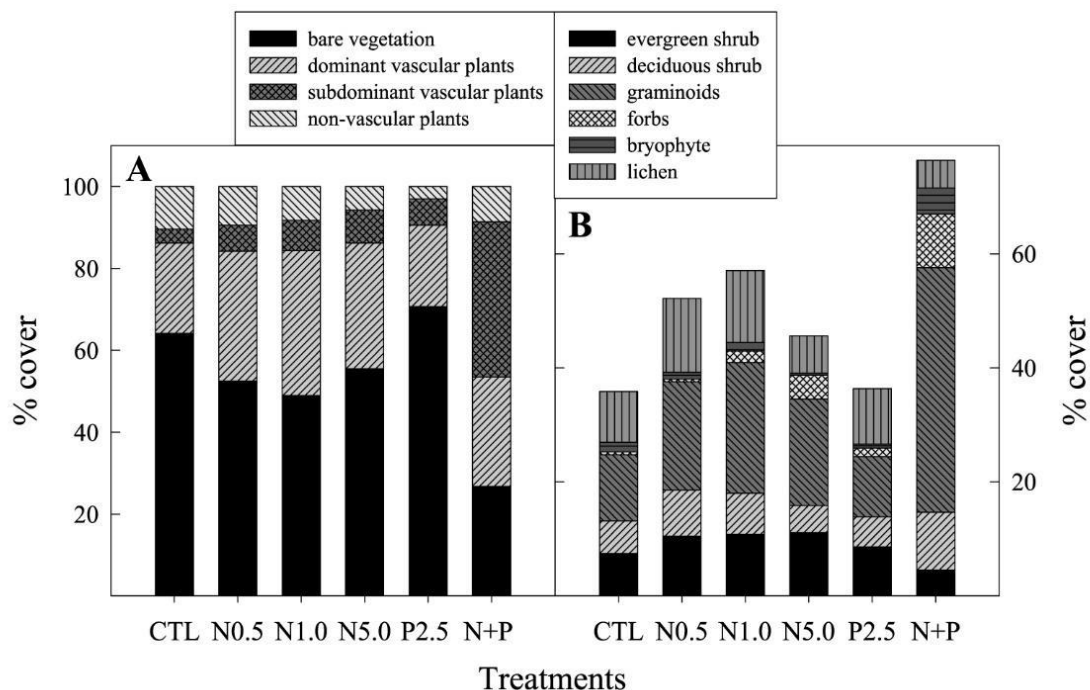 bare vegetation
dominant vascular plants
subdominant vascular plants
non-vascular plants
evergreen shrub
deciduous shrub
graminoids
forbs
bryophyte
lichen
A
B
% cover
100
80
60
40
20
% cover
60
40
20
CTL N0.5 N1.0 N5.0 P2.5 N+P
CTL N0.5 N1.0 N5.0 P2.5 N+P
Treatments